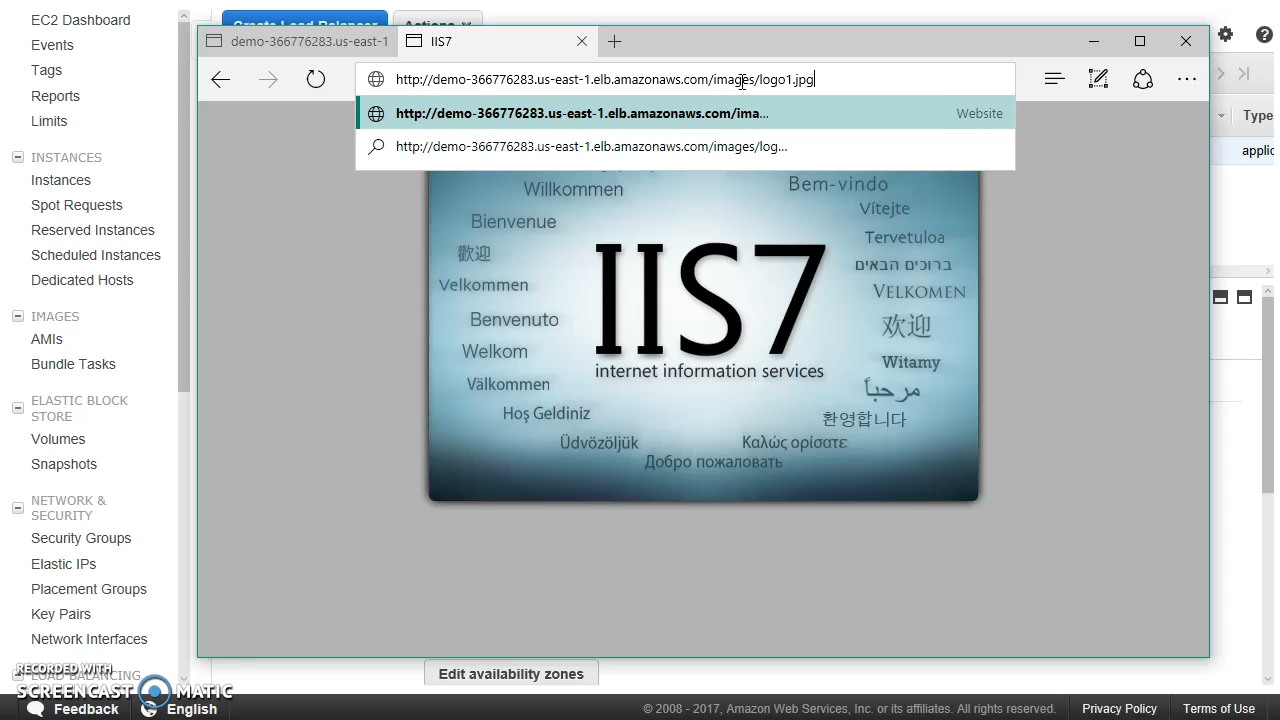 EC2 Dashboard
Events
Tags
Reports
Limits
INSTANCES
Instances
Spot Requests
Reserved Instances
Scheduled Instances
Dedicated Hosts
IMAGES
AMIs
Bundle Tasks
ELASTIC BLOCK
STORE
Volumes
Snapshots
NETWORK &
SECURITY
Security Groups
Elastic IPs
Placement Groups
Key Pairs
Network Interfaces
LOAD BALANCING
RECORDED WITH
SCREENCAST MATIC
Create Load Balancer
Actions
demo-366776283.us-east-1
IIS7
http://demo-366776283.us-east-1.elb.amazonaws.com/images/logo1.jpg
http://demo-366776283.us-east-1.elb.amazonaws.com/ima...
Website
http://demo-366776283.us-east-1.elb.amazonaws.com/images/log...
Type
applic
Willkommen
Bem-vindo
Bienvenue
Vítejte
歡迎
Tervetuloa
ברוכים הבאים
Velkommen
VELKOMEN
Benvenuto
欢迎
Welkom
Witamy
Välkommen
مرحباً
Hoş Geldiniz
환영합니다
Üdvözöljük
Καλώς ορίσατε
Добро пожаловать
IIS7
internet information services
Edit availability zones
Feedback
English
© 2008 - 2017, Amazon Web Services, Inc. or its affiliates. All rights reserved.
Privacy Policy
Terms of Use